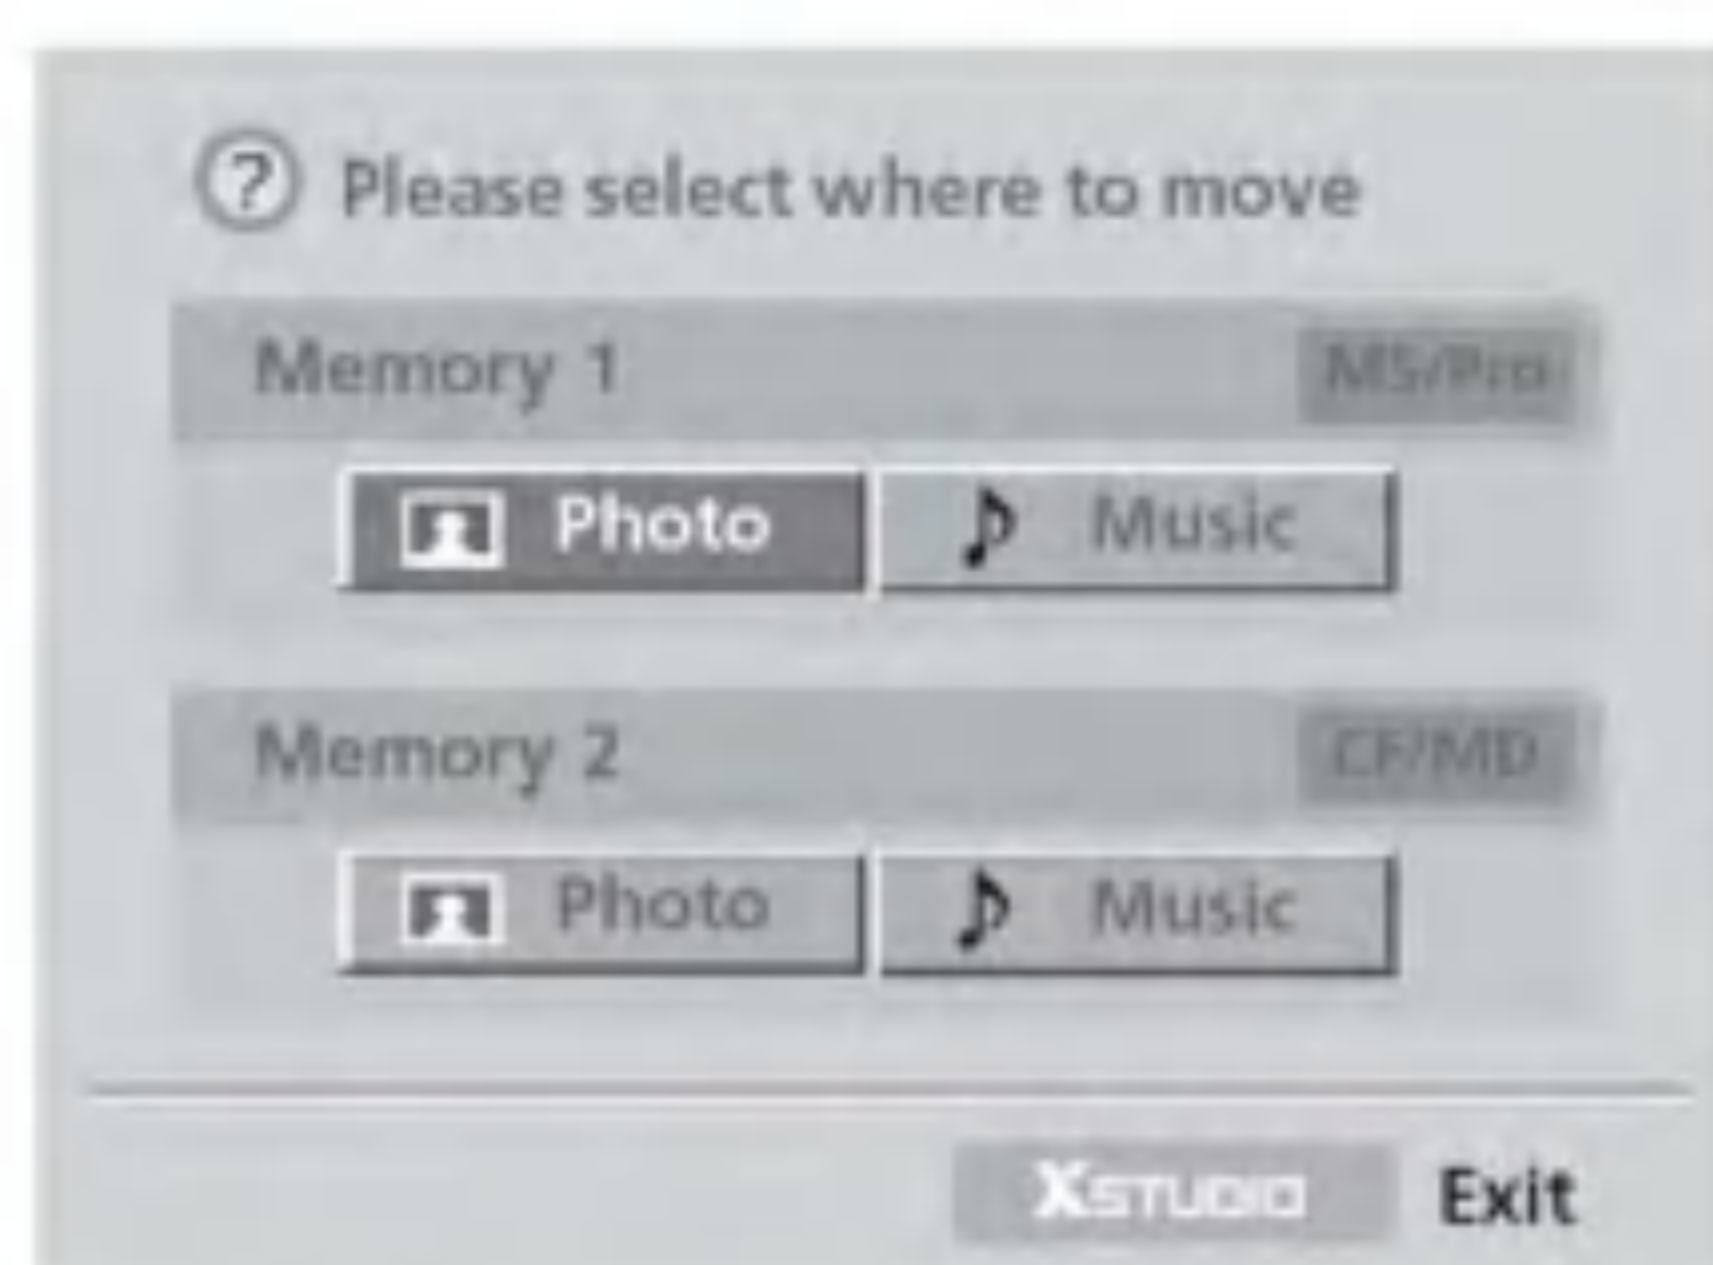 ? Please select where to move
Memory 1 MS/Pro
Photo Music
Memory 2 CF/MD
Photo Music
XSTUDIO Exit